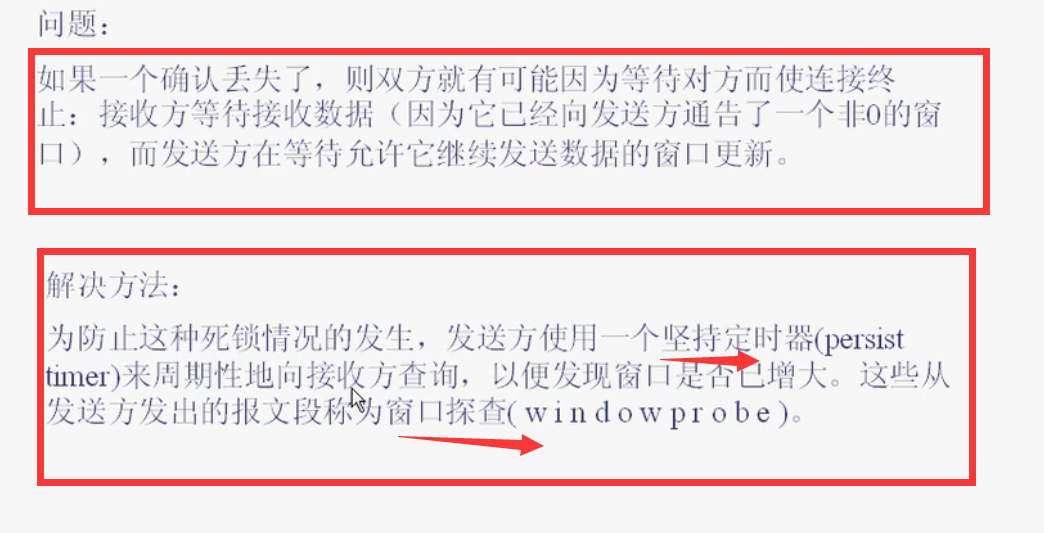 问题：
如果一个确认丢失了，则双方就有可能因为等待对方而使连接终
止：接收方等待接收数据（因为它已经向发送方通告了一个非0的窗
口），而发送方在等待允许它继续发送数据的窗口更新。
解决方法：
为防止这种死锁情况的发生，发送方使用一个坚持定时器(persist
timer)来周期性地向接收方查询，以便发现窗口是否已增大。这些从
发送方发出的报文段称为窗口探查( w i n d o w p r o b e )。